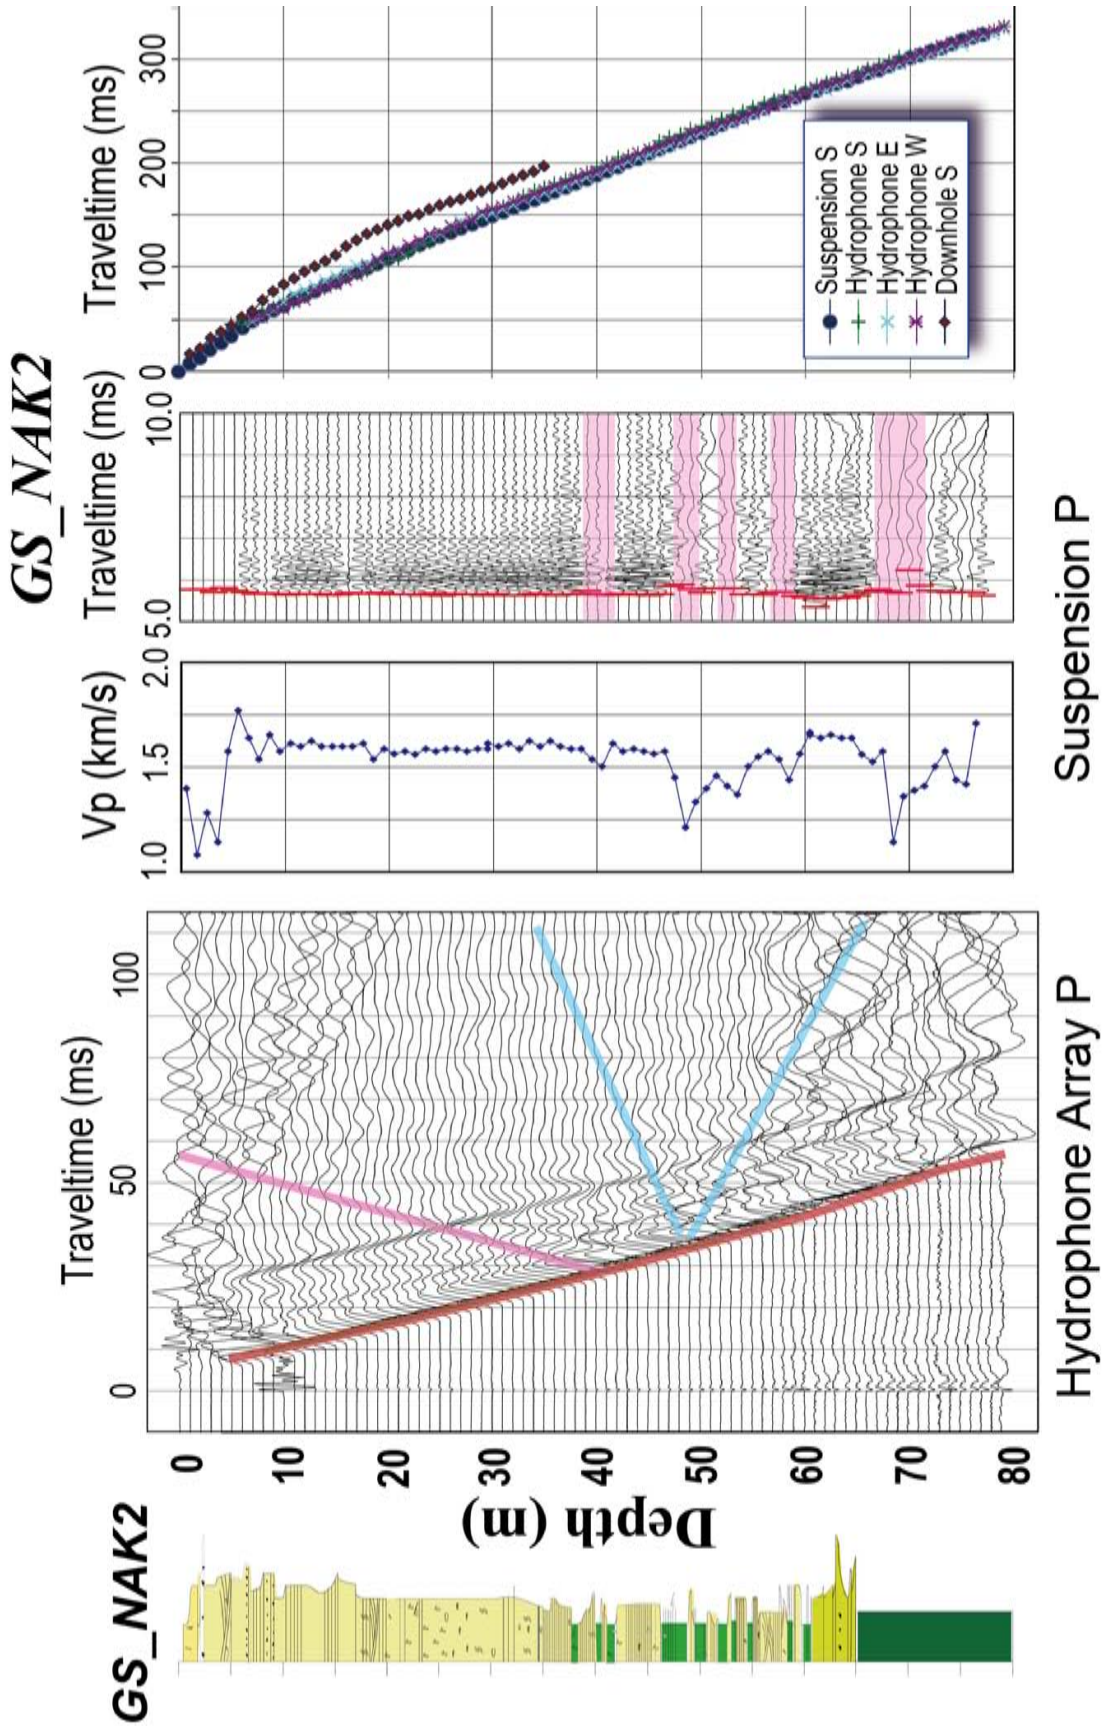 GS_NAK2
GS_NAK2
Depth (m)
0
10
20
30
40
50
60
70
80
Traveltime (ms)
0
50
100
Hydrophone Array P
Vp (km/s)
1.0
1.5
2.0
Traveltime (ms)
5.0
10.0
Suspension P
Traveltime (ms)
0
100
200
300
Suspension S
Hydrophone S
Hydrophone E
Hydrophone W
Downhole S